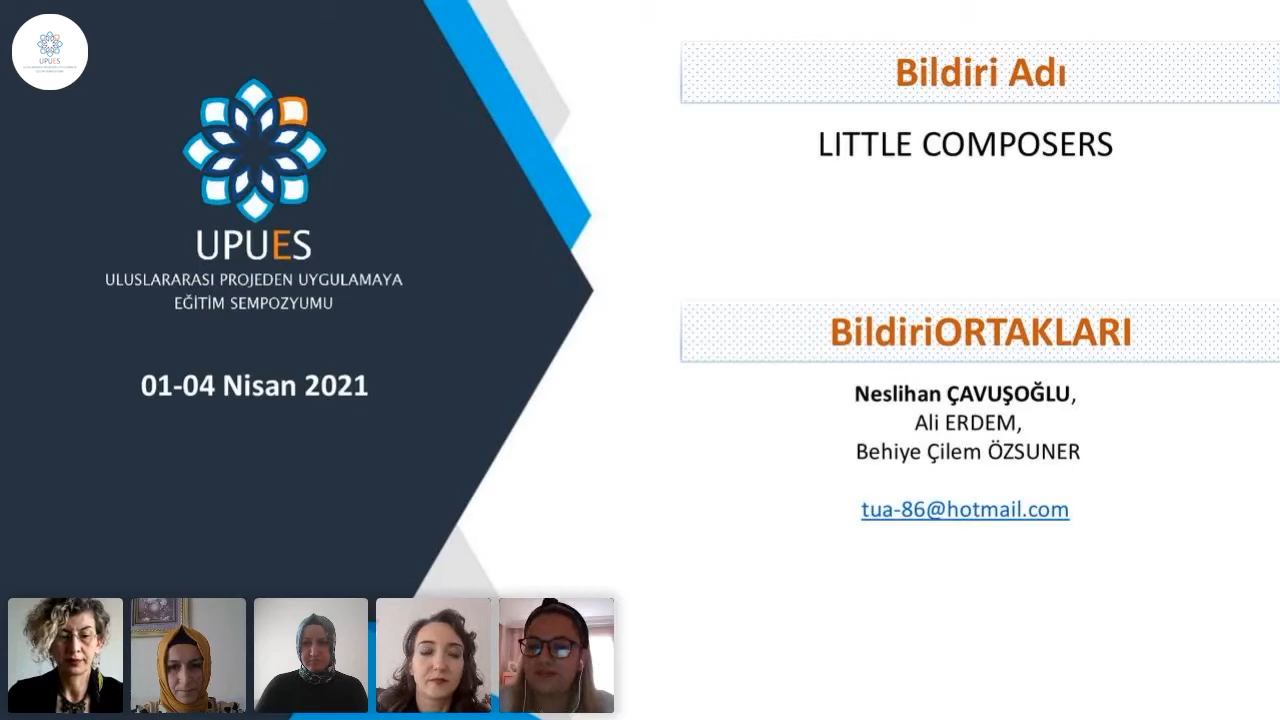 UPUES
UPUES
ULUSLARARASI PROJEDEN UYGULAMAYA
EĞİTİM SEMPOZYUMU
01-04 Nisan 2021
Bildiri Adı
LITTLE COMPOSERS
BildiriORTAKLARI
Neslihan ÇAVUŞOĞLU,
Ali ERDEM,
Behiye Çilem ÖZSUNER
tua-86@hotmail.com